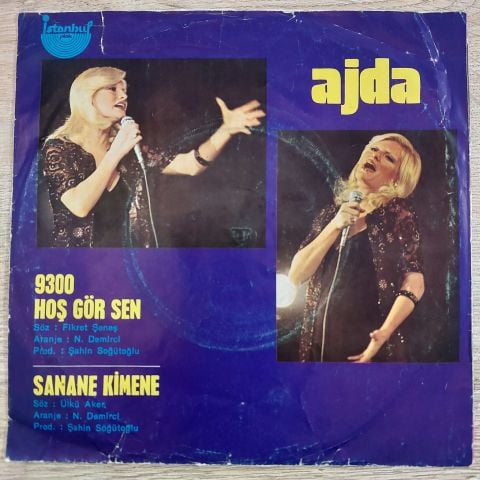 istanbul
plak
ajda
9300
HOŞ GÖR SEN
Söz : Fikret Şeneş
Aranje : N. Demirci
Prod. : Şahin Söğütoğlu
SANANE KİMENE
Söz : Ülkü Aker
Aranje : N. Demirci
Prod. : Şahin Söğütoğlu